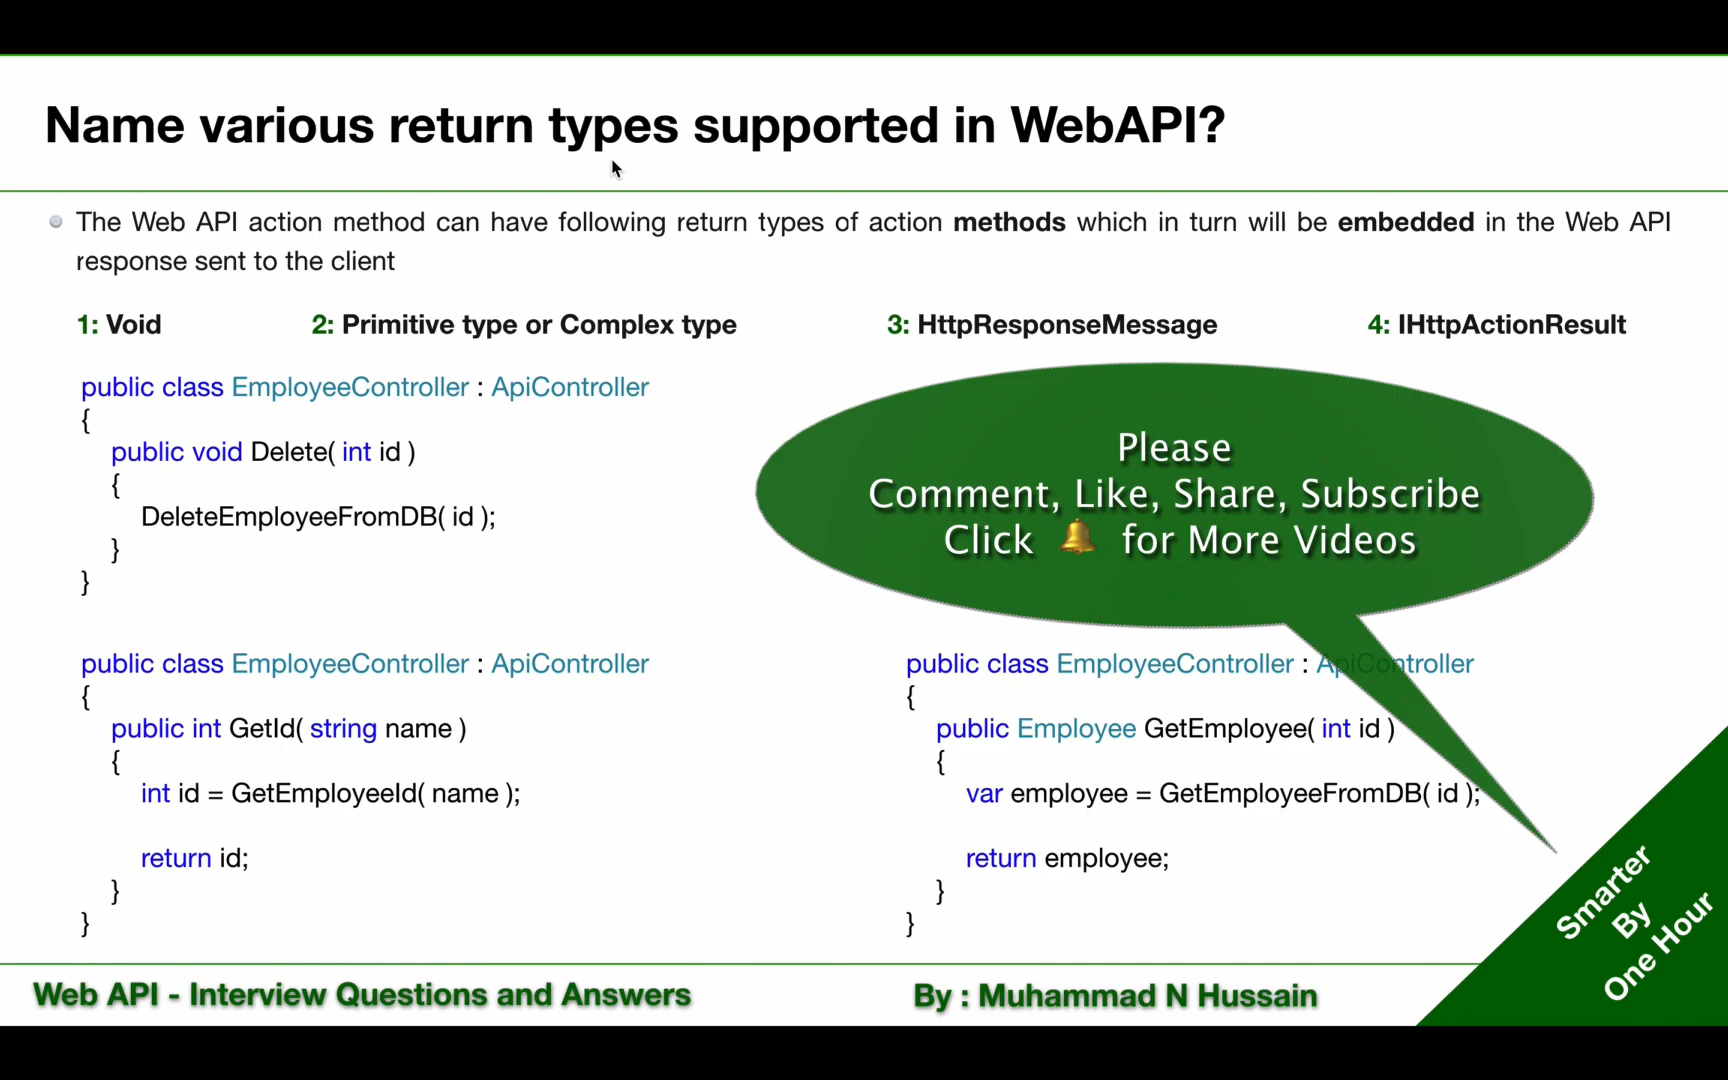 Name various return types supported in WebAPI?
The Web API action method can have following return types of action methods which in turn will be embedded in the Web API
response sent to the client
1: Void 2: Primitive type or Complex type 3: HttpResponseMessage 4: IHttpActionResult
public class EmployeeController : ApiController
{
public void Delete( int id )
{
DeleteEmployeeFromDB( id );
}
}
Please
Comment, Like, Share, Subscribe
Click 🔔 for More Videos
public class EmployeeController : ApiController
{
public int GetId( string name )
{
int id = GetEmployeeId( name );
return id;
}
}
public class EmployeeController : ApiController
{
public Employee GetEmployee( int id )
{
var employee = GetEmployeeFromDB( id );
return employee;
}
}
Smarter
By
One Hour
Web API - Interview Questions and Answers
By : Muhammad N Hussain